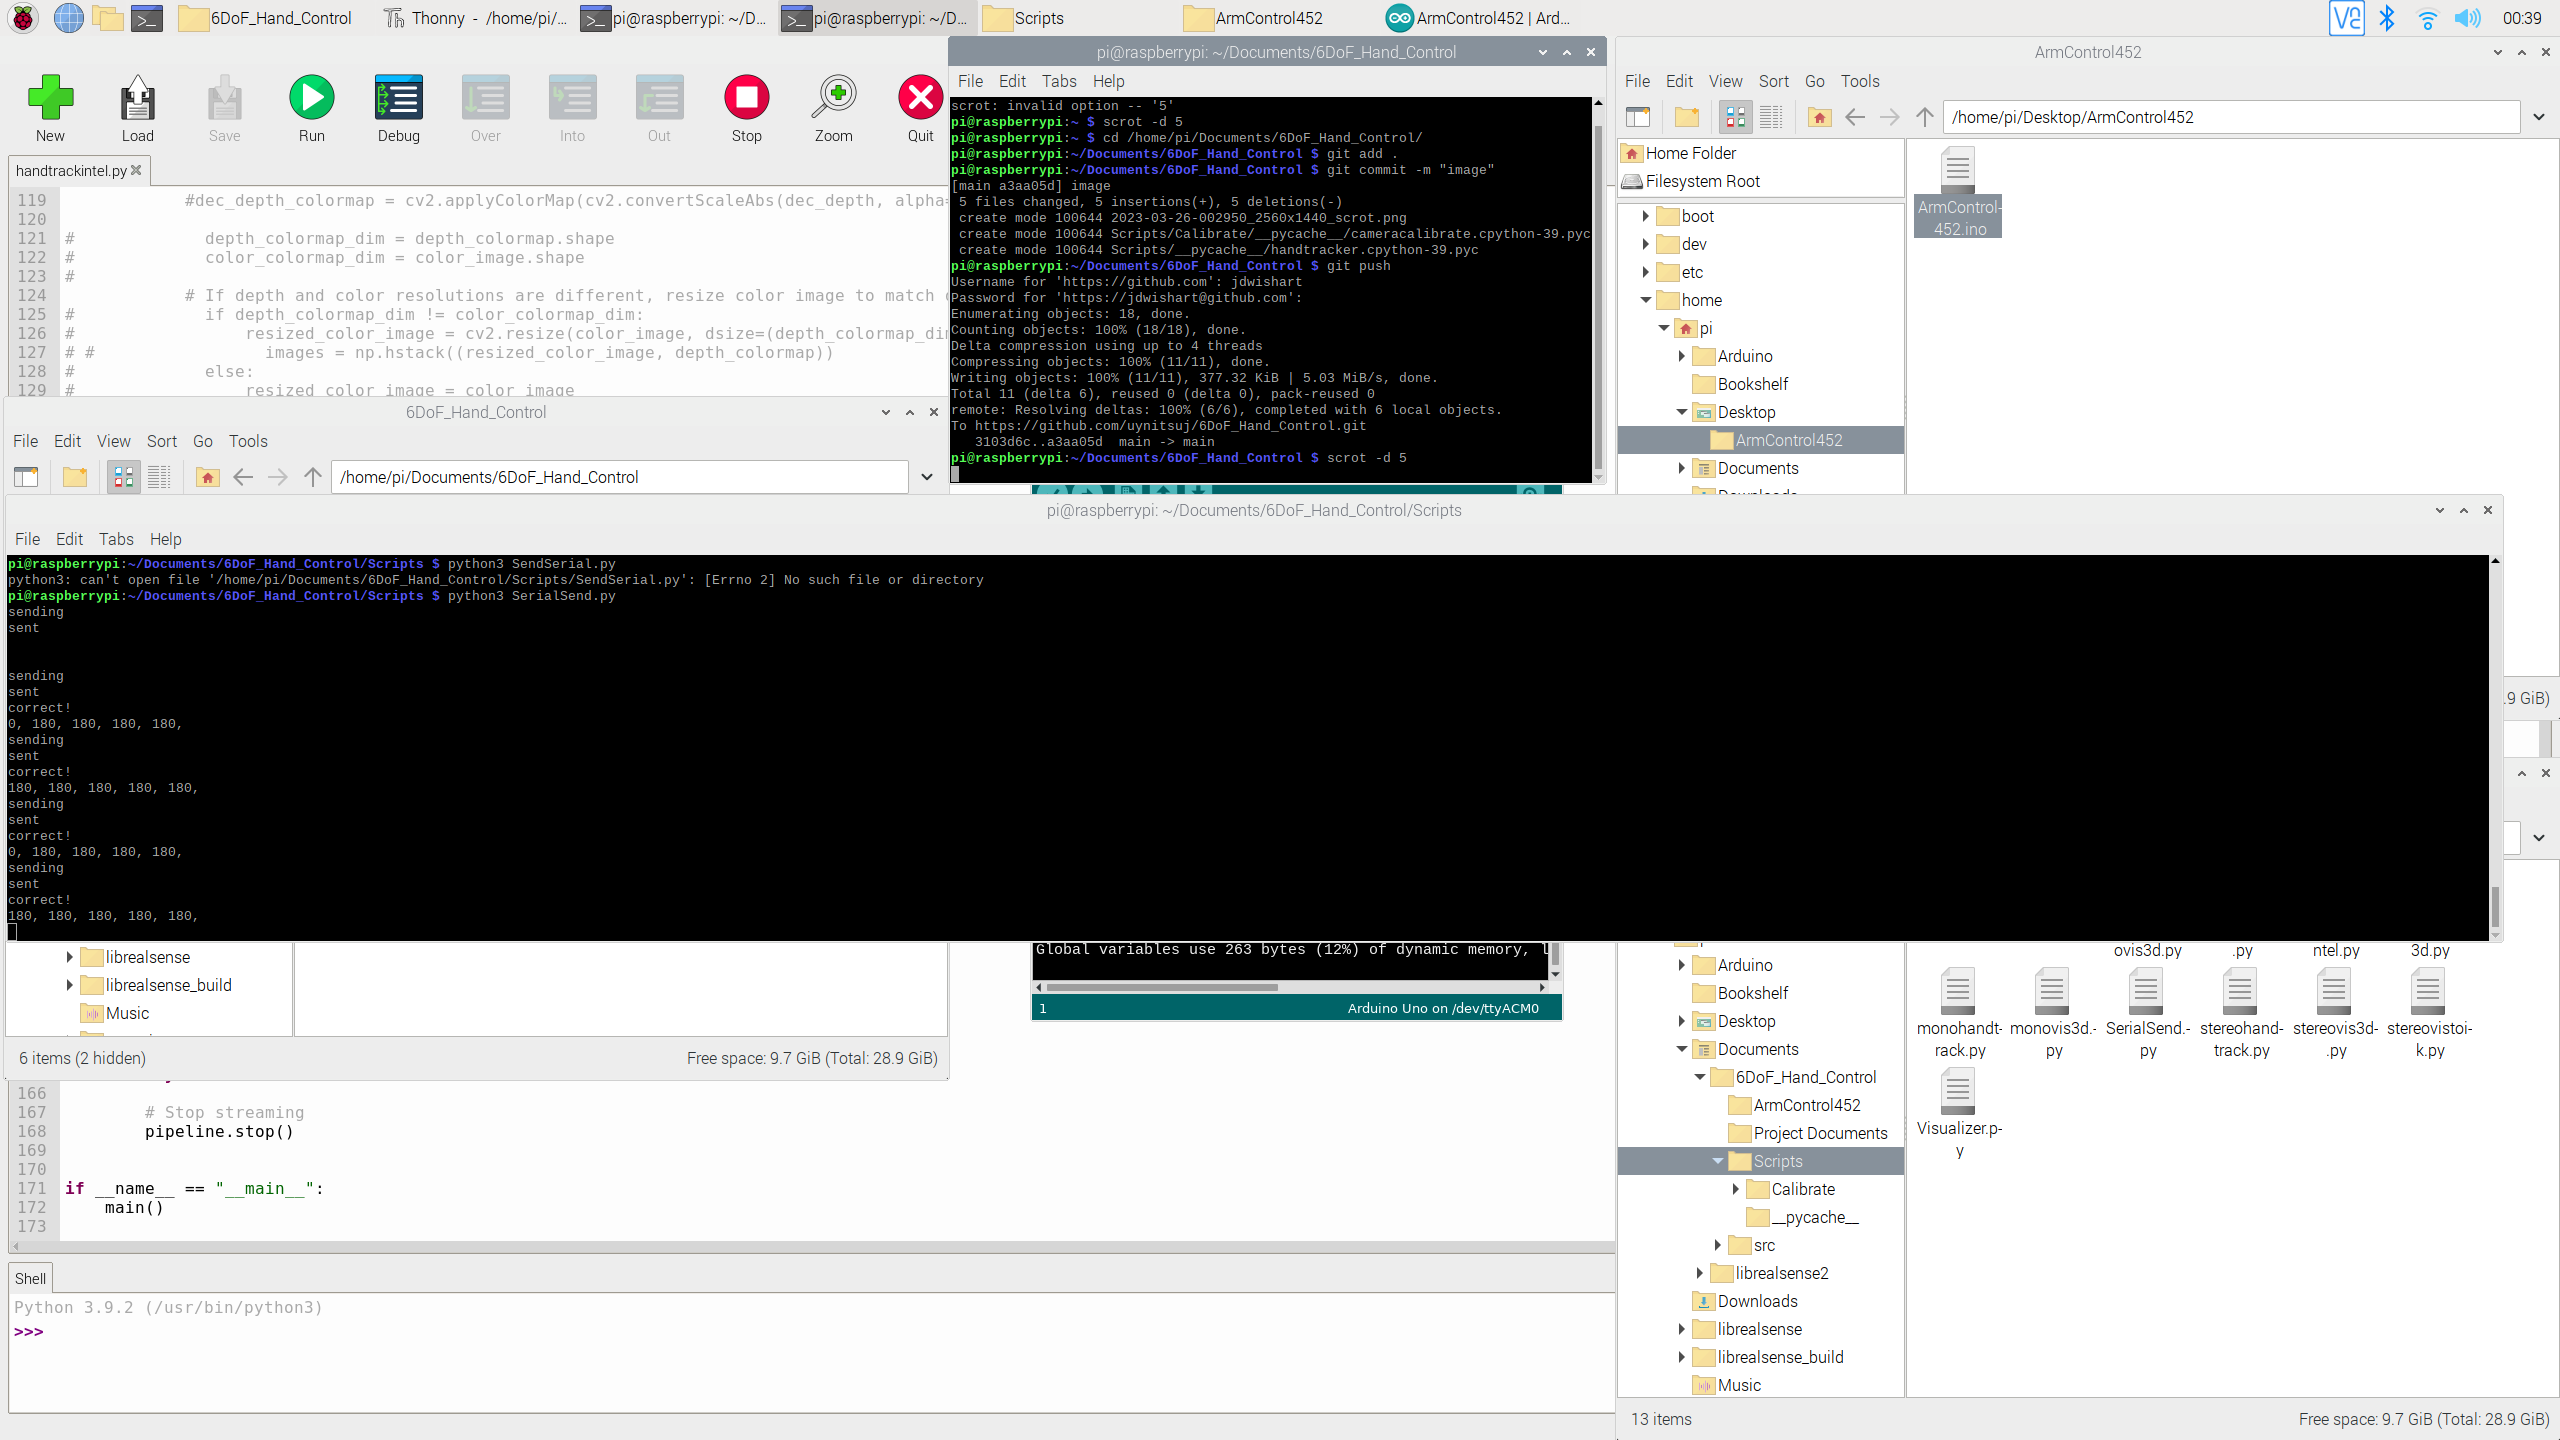 6DoF_Hand_Control
Thonny - /home/pi/...
pi@raspberrypi: ~/D...
pi@raspberrypi: ~/D...
Scripts
ArmControl452
ArmControl452 | Ard...
00:39
New
Load
Save
Run
Debug
Over
Into
Out
Stop
Zoom
Quit
handtrackintel.py
119 #dec_depth_colormap = cv2.applyColorMap(cv2.convertScaleAbs(dec_depth, alpha=
120
121 # depth_colormap_dim = depth_colormap.shape
122 # color_colormap_dim = color_image.shape
123 #
124 # If depth and color resolutions are different, resize color image to match
125 # if depth_colormap_dim != color_colormap_dim:
126 # resized_color_image = cv2.resize(color_image, dsize=(depth_colormap_dim
127 # # images = np.hstack((resized_color_image, depth_colormap))
128 # else:
129 # resized_color_image = color_image
pi@raspberrypi: ~/Documents/6DoF_Hand_Control
File Edit Tabs Help
scrot: invalid option -- '5'
pi@raspberrypi:~ $ scrot -d 5
pi@raspberrypi:~ $ cd /home/pi/Documents/6DoF_Hand_Control/
pi@raspberrypi:~/Documents/6DoF_Hand_Control $ git add .
pi@raspberrypi:~/Documents/6DoF_Hand_Control $ git commit -m "image"
[main a3aa05d] image
5 files changed, 5 insertions(+), 5 deletions(-)
create mode 100644 2023-03-26-002950_2560x1440_scrot.png
create mode 100644 Scripts/Calibrate/__pycache__/cameracalibrate.cpython-39.pyc
create mode 100644 Scripts/__pycache__/handtracker.cpython-39.pyc
pi@raspberrypi:~/Documents/6DoF_Hand_Control $ git push
Username for 'https://github.com': jdwishart
Password for 'https://jdwishart@github.com':
Enumerating objects: 18, done.
Counting objects: 100% (18/18), done.
Delta compression using up to 4 threads
Compressing objects: 100% (11/11), done.
Writing objects: 100% (11/11), 377.32 KiB | 5.03 MiB/s, done.
Total 11 (delta 6), reused 0 (delta 0), pack-reused 0
remote: Resolving deltas: 100% (6/6), completed with 6 local objects.
To https://github.com/uynitsuj/6DoF_Hand_Control.git
3103d6c..a3aa05d main -> main
pi@raspberrypi:~/Documents/6DoF_Hand_Control $ scrot -d 5
ArmControl452
File Edit View Sort Go Tools
/home/pi/Desktop/ArmControl452
Home Folder
Filesystem Root
boot
dev
etc
home
pi
Arduino
Bookshelf
Desktop
ArmControl452
Documents
Downloads
ArmControl-
452.ino
.9 GiB)
6DoF_Hand_Control
File Edit View Sort Go Tools
/home/pi/Documents/6DoF_Hand_Control
pi@raspberrypi: ~/Documents/6DoF_Hand_Control/Scripts
File Edit Tabs Help
pi@raspberrypi:~/Documents/6DoF_Hand_Control/Scripts $ python3 SendSerial.py
python3: can't open file '/home/pi/Documents/6DoF_Hand_Control/Scripts/SendSerial.py': [Errno 2] No such file or directory
pi@raspberrypi:~/Documents/6DoF_Hand_Control/Scripts $ python3 SerialSend.py
sending
sent
sending
sent
correct!
0, 180, 180, 180, 180,
sending
sent
correct!
180, 180, 180, 180, 180,
sending
sent
correct!
0, 180, 180, 180, 180,
sending
sent
correct!
180, 180, 180, 180, 180,
librealsense
librealsense_build
Music
6 items (2 hidden)
Free space: 9.7 GiB (Total: 28.9 GiB)
Global variables use 263 bytes (12%) of dynamic memory, l
1
Arduino Uno on /dev/ttyACM0
166
167 # Stop streaming
168 pipeline.stop()
169
170
171 if __name__ == "__main__":
172 main()
173
Shell
Python 3.9.2 (/usr/bin/python3)
>>>
Arduino
Bookshelf
Desktop
Documents
6DoF_Hand_Control
ArmControl452
Project Documents
Scripts
Calibrate
__pycache__
src
librealsense2
Downloads
librealsense
librealsense_build
Music
ovis3d.py
.py
ntel.py
3d.py
monohandt-
rack.py
monovis3d.-
py
SerialSend.-
py
stereohand-
track.py
stereovis3d-
.py
stereovistoi-
k.py
Visualizer.p-
y
13 items
Free space: 9.7 GiB (Total: 28.9 GiB)